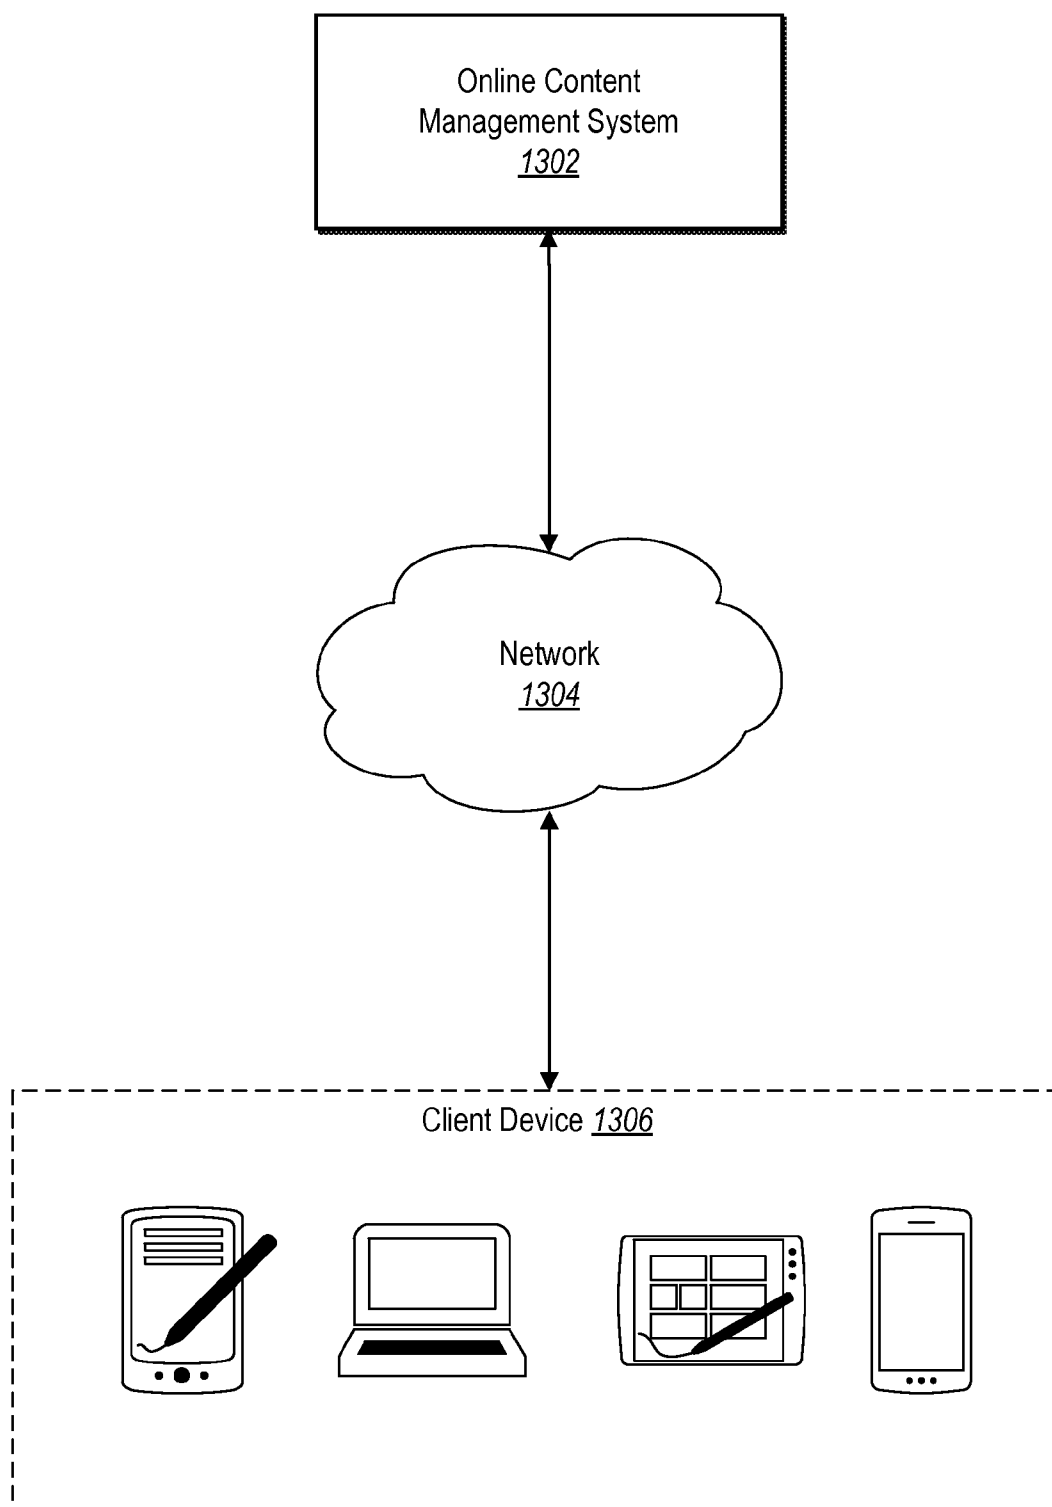 Online Content
Management System
1302
Network
1304
Client Device 1306